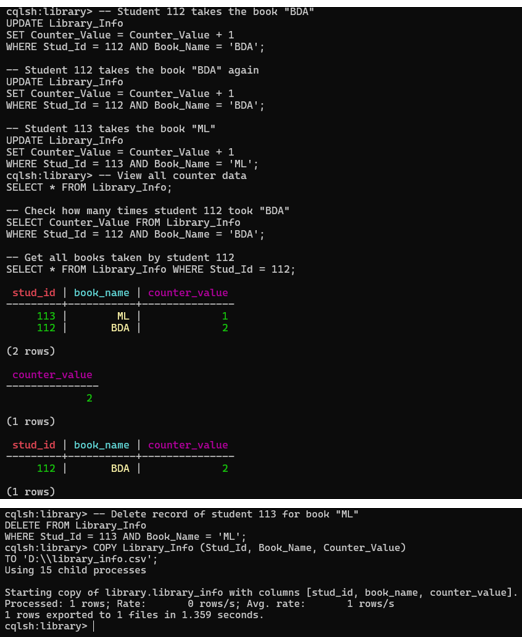 cqlsh:library> -- Student 112 takes the book "BDA"
UPDATE Library_Info
SET Counter_Value = Counter_Value + 1
WHERE Stud_Id = 112 AND Book_Name = 'BDA';
-- Student 112 takes the book "BDA" again
UPDATE Library_Info
SET Counter_Value = Counter_Value + 1
WHERE Stud_Id = 112 AND Book_Name = 'BDA';
-- Student 113 takes the book "ML"
UPDATE Library_Info
SET Counter_Value = Counter_Value + 1
WHERE Stud_Id = 113 AND Book_Name = 'ML';
cqlsh:library> -- View all counter data
SELECT * FROM Library_Info;
-- Check how many times student 112 took "BDA"
SELECT Counter_Value FROM Library_Info
WHERE Stud_Id = 112 AND Book_Name = 'BDA';
-- Get all books taken by student 112
SELECT * FROM Library_Info WHERE Stud_Id = 112;
stud_id | book_name | counter_value
---------+-----------+---------------
113 | ML | 1
112 | BDA | 2
(2 rows)
counter_value
---------------
2
(1 rows)
stud_id | book_name | counter_value
---------+-----------+---------------
112 | BDA | 2
(1 rows)
cqlsh:library> -- Delete record of student 113 for book "ML"
DELETE FROM Library_Info
WHERE Stud_Id = 113 AND Book_Name = 'ML';
cqlsh:library> COPY Library_Info (Stud_Id, Book_Name, Counter_Value)
TO 'D:\\library_info.csv';
Using 15 child processes
Starting copy of library.library_info with columns [stud_id, book_name, counter_value].
Processed: 1 rows; Rate: 0 rows/s; Avg. rate: 1 rows/s
1 rows exported to 1 files in 1.359 seconds.
cqlsh:library>